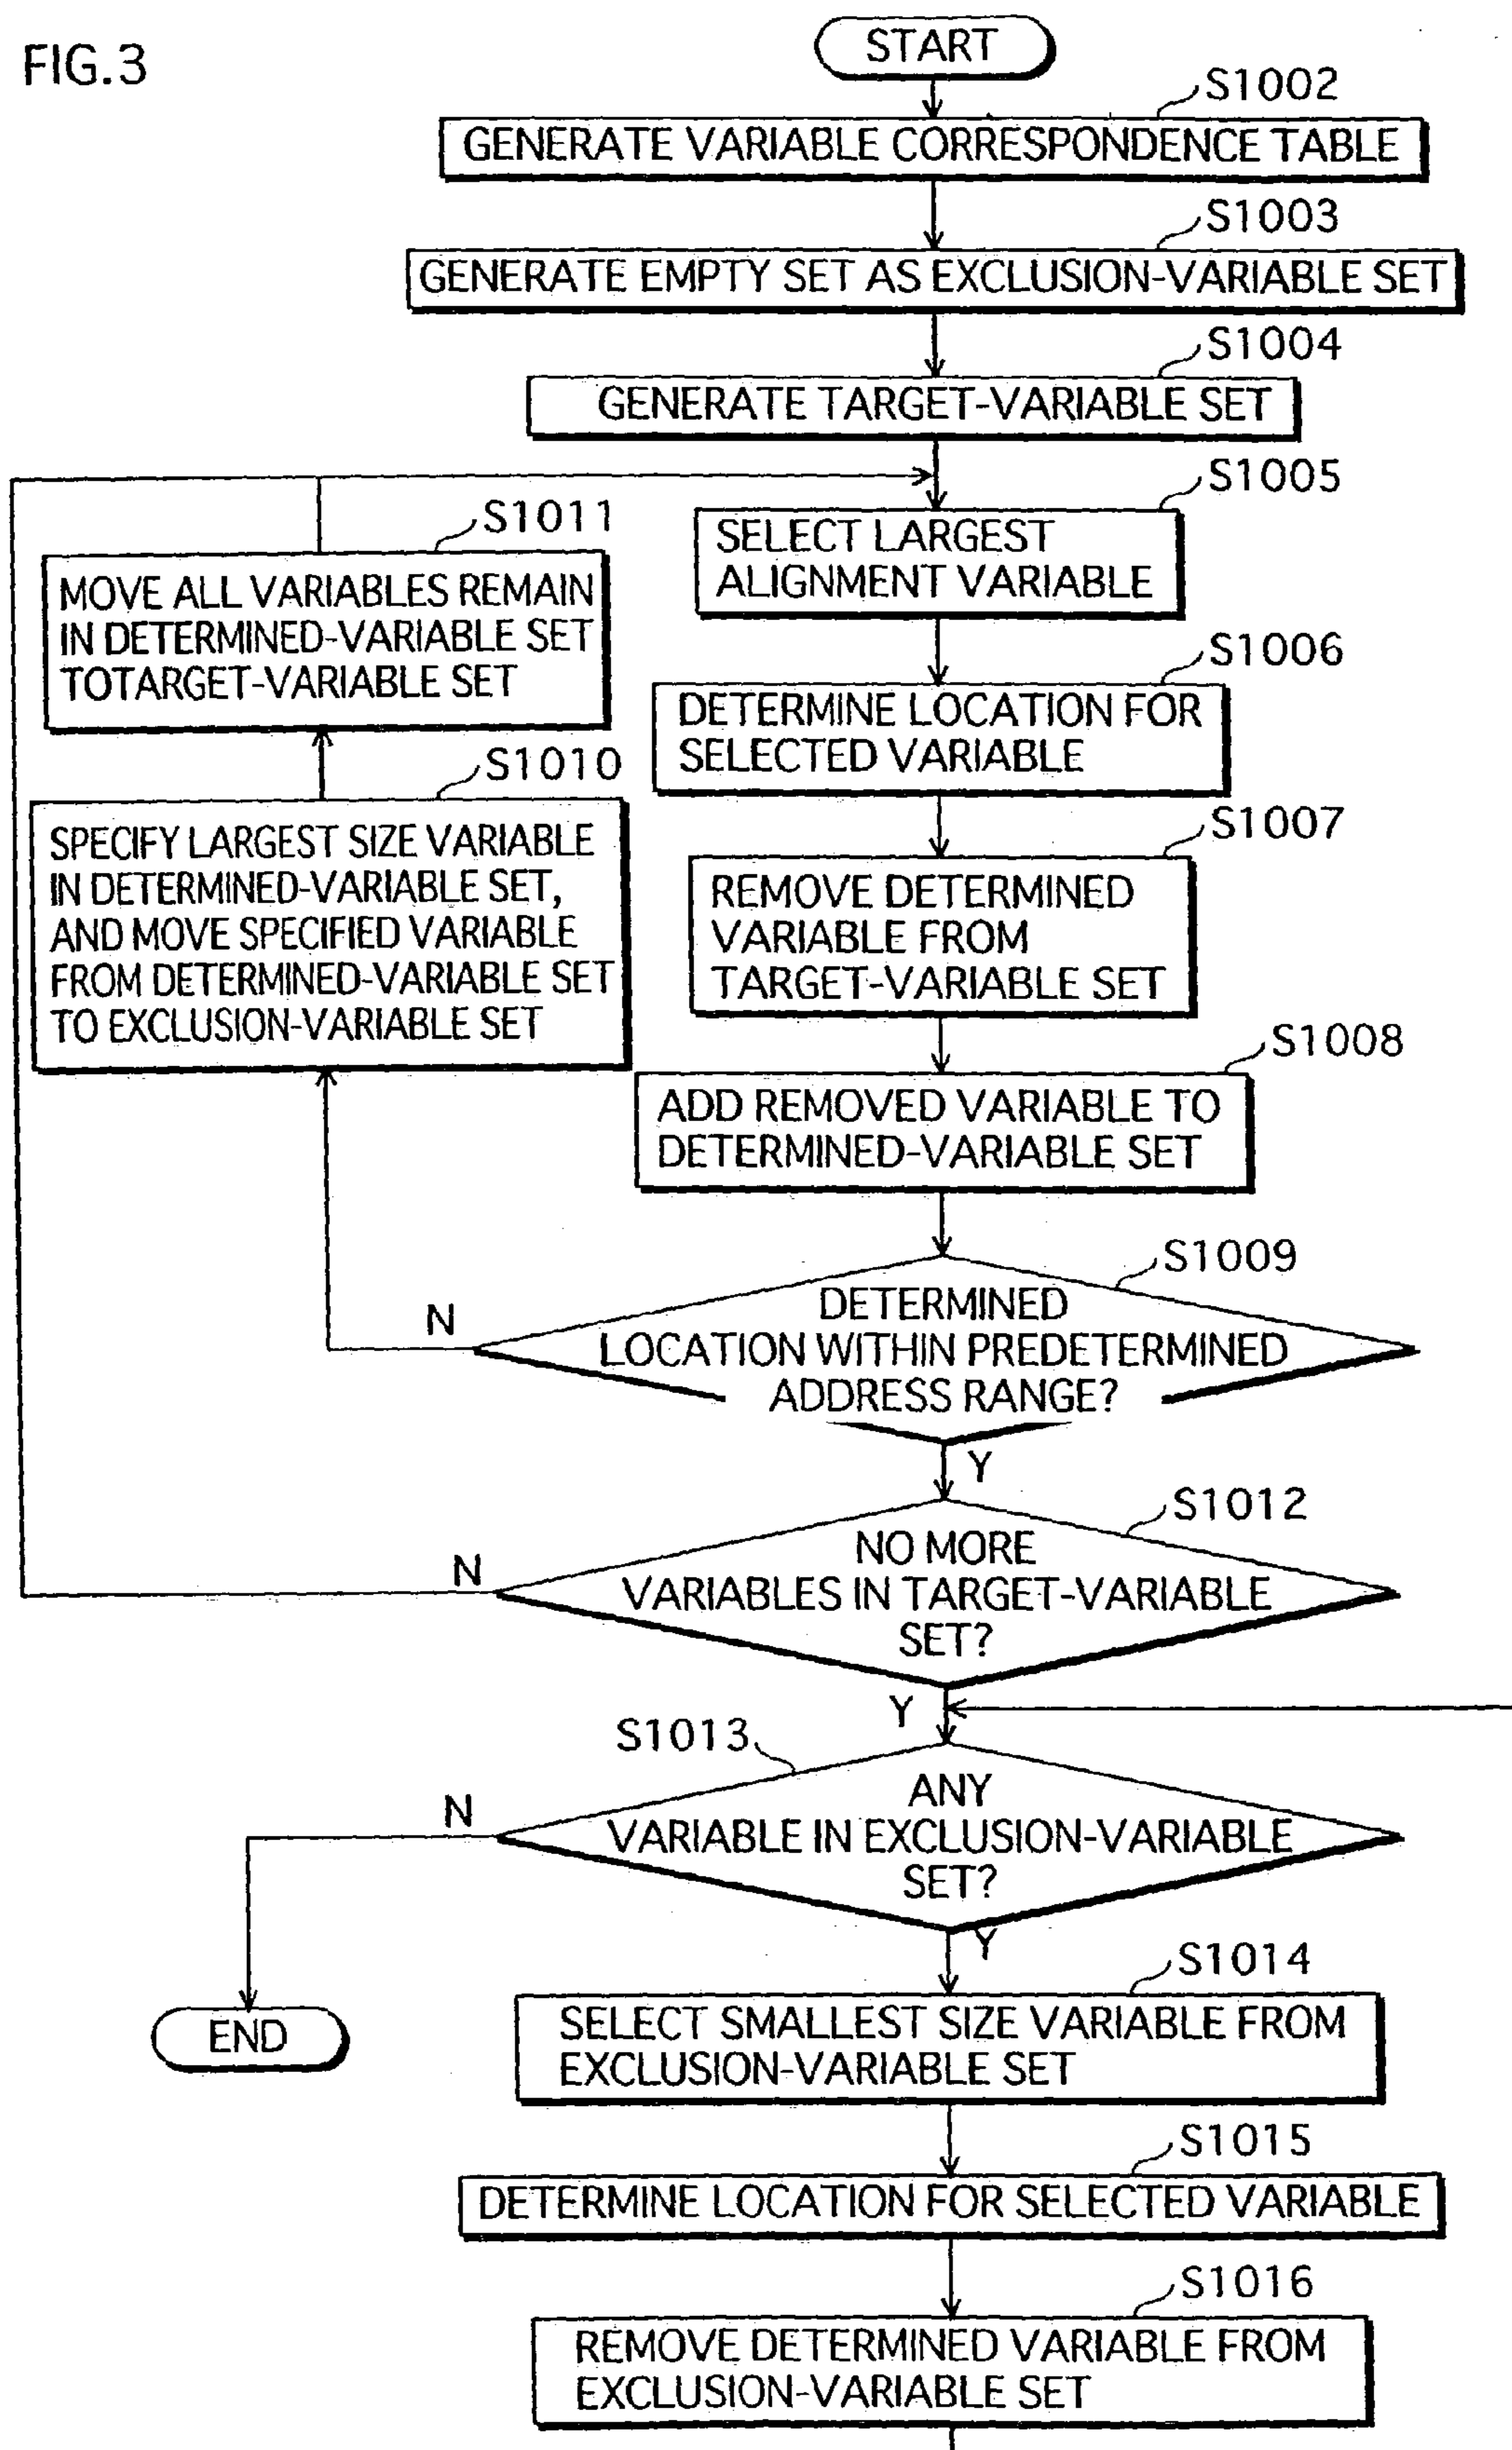 FIG.3
START
S1002
GENERATE VARIABLE CORRESPONDENCE TABLE
S1003
GENERATE EMPTY SET AS EXCLUSION-VARIABLE SET
S1004
GENERATE TARGET-VARIABLE SET
S1005
SELECT LARGEST
ALIGNMENT VARIABLE
S1011
MOVE ALL VARIABLES REMAIN
IN DETERMINED-VARIABLE SET
TOTARGET-VARIABLE SET
S1006
DETERMINE LOCATION FOR
SELECTED VARIABLE
S1010
SPECIFY LARGEST SIZE VARIABLE
IN DETERMINED-VARIABLE SET,
AND MOVE SPECIFIED VARIABLE
FROM DETERMINED-VARIABLE SET
TO EXCLUSION-VARIABLE SET
S1007
REMOVE DETERMINED
VARIABLE FROM
TARGET-VARIABLE SET
S1008
ADD REMOVED VARIABLE TO
DETERMINED-VARIABLE SET
S1009
DETERMINED
LOCATION WITHIN PREDETERMINED
ADDRESS RANGE?
N
Y
S1012
NO MORE
VARIABLES IN TARGET-VARIABLE
SET?
N
Y
S1013
ANY
VARIABLE IN EXCLUSION-VARIABLE
SET?
N
Y
END
S1014
SELECT SMALLEST SIZE VARIABLE FROM
EXCLUSION-VARIABLE SET
S1015
DETERMINE LOCATION FOR SELECTED VARIABLE
S1016
REMOVE DETERMINED VARIABLE FROM
EXCLUSION-VARIABLE SET